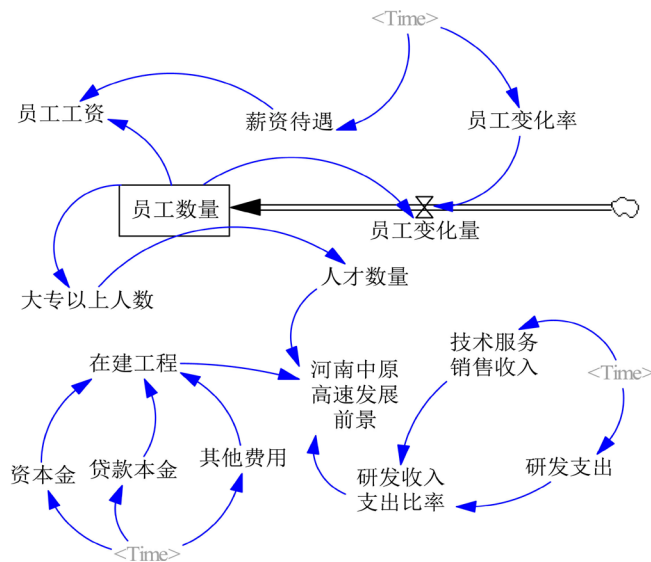 <Time>
员工工资
薪资待遇
员工变化率
员工数量
员工变化量
大专以上人数
人才数量
技术服务
销售收入
在建工程
河南中原
高速发展
前景
<Time>
资本金
贷款本金
其他费用
研发收入
支出比率
研发支出
<Time>